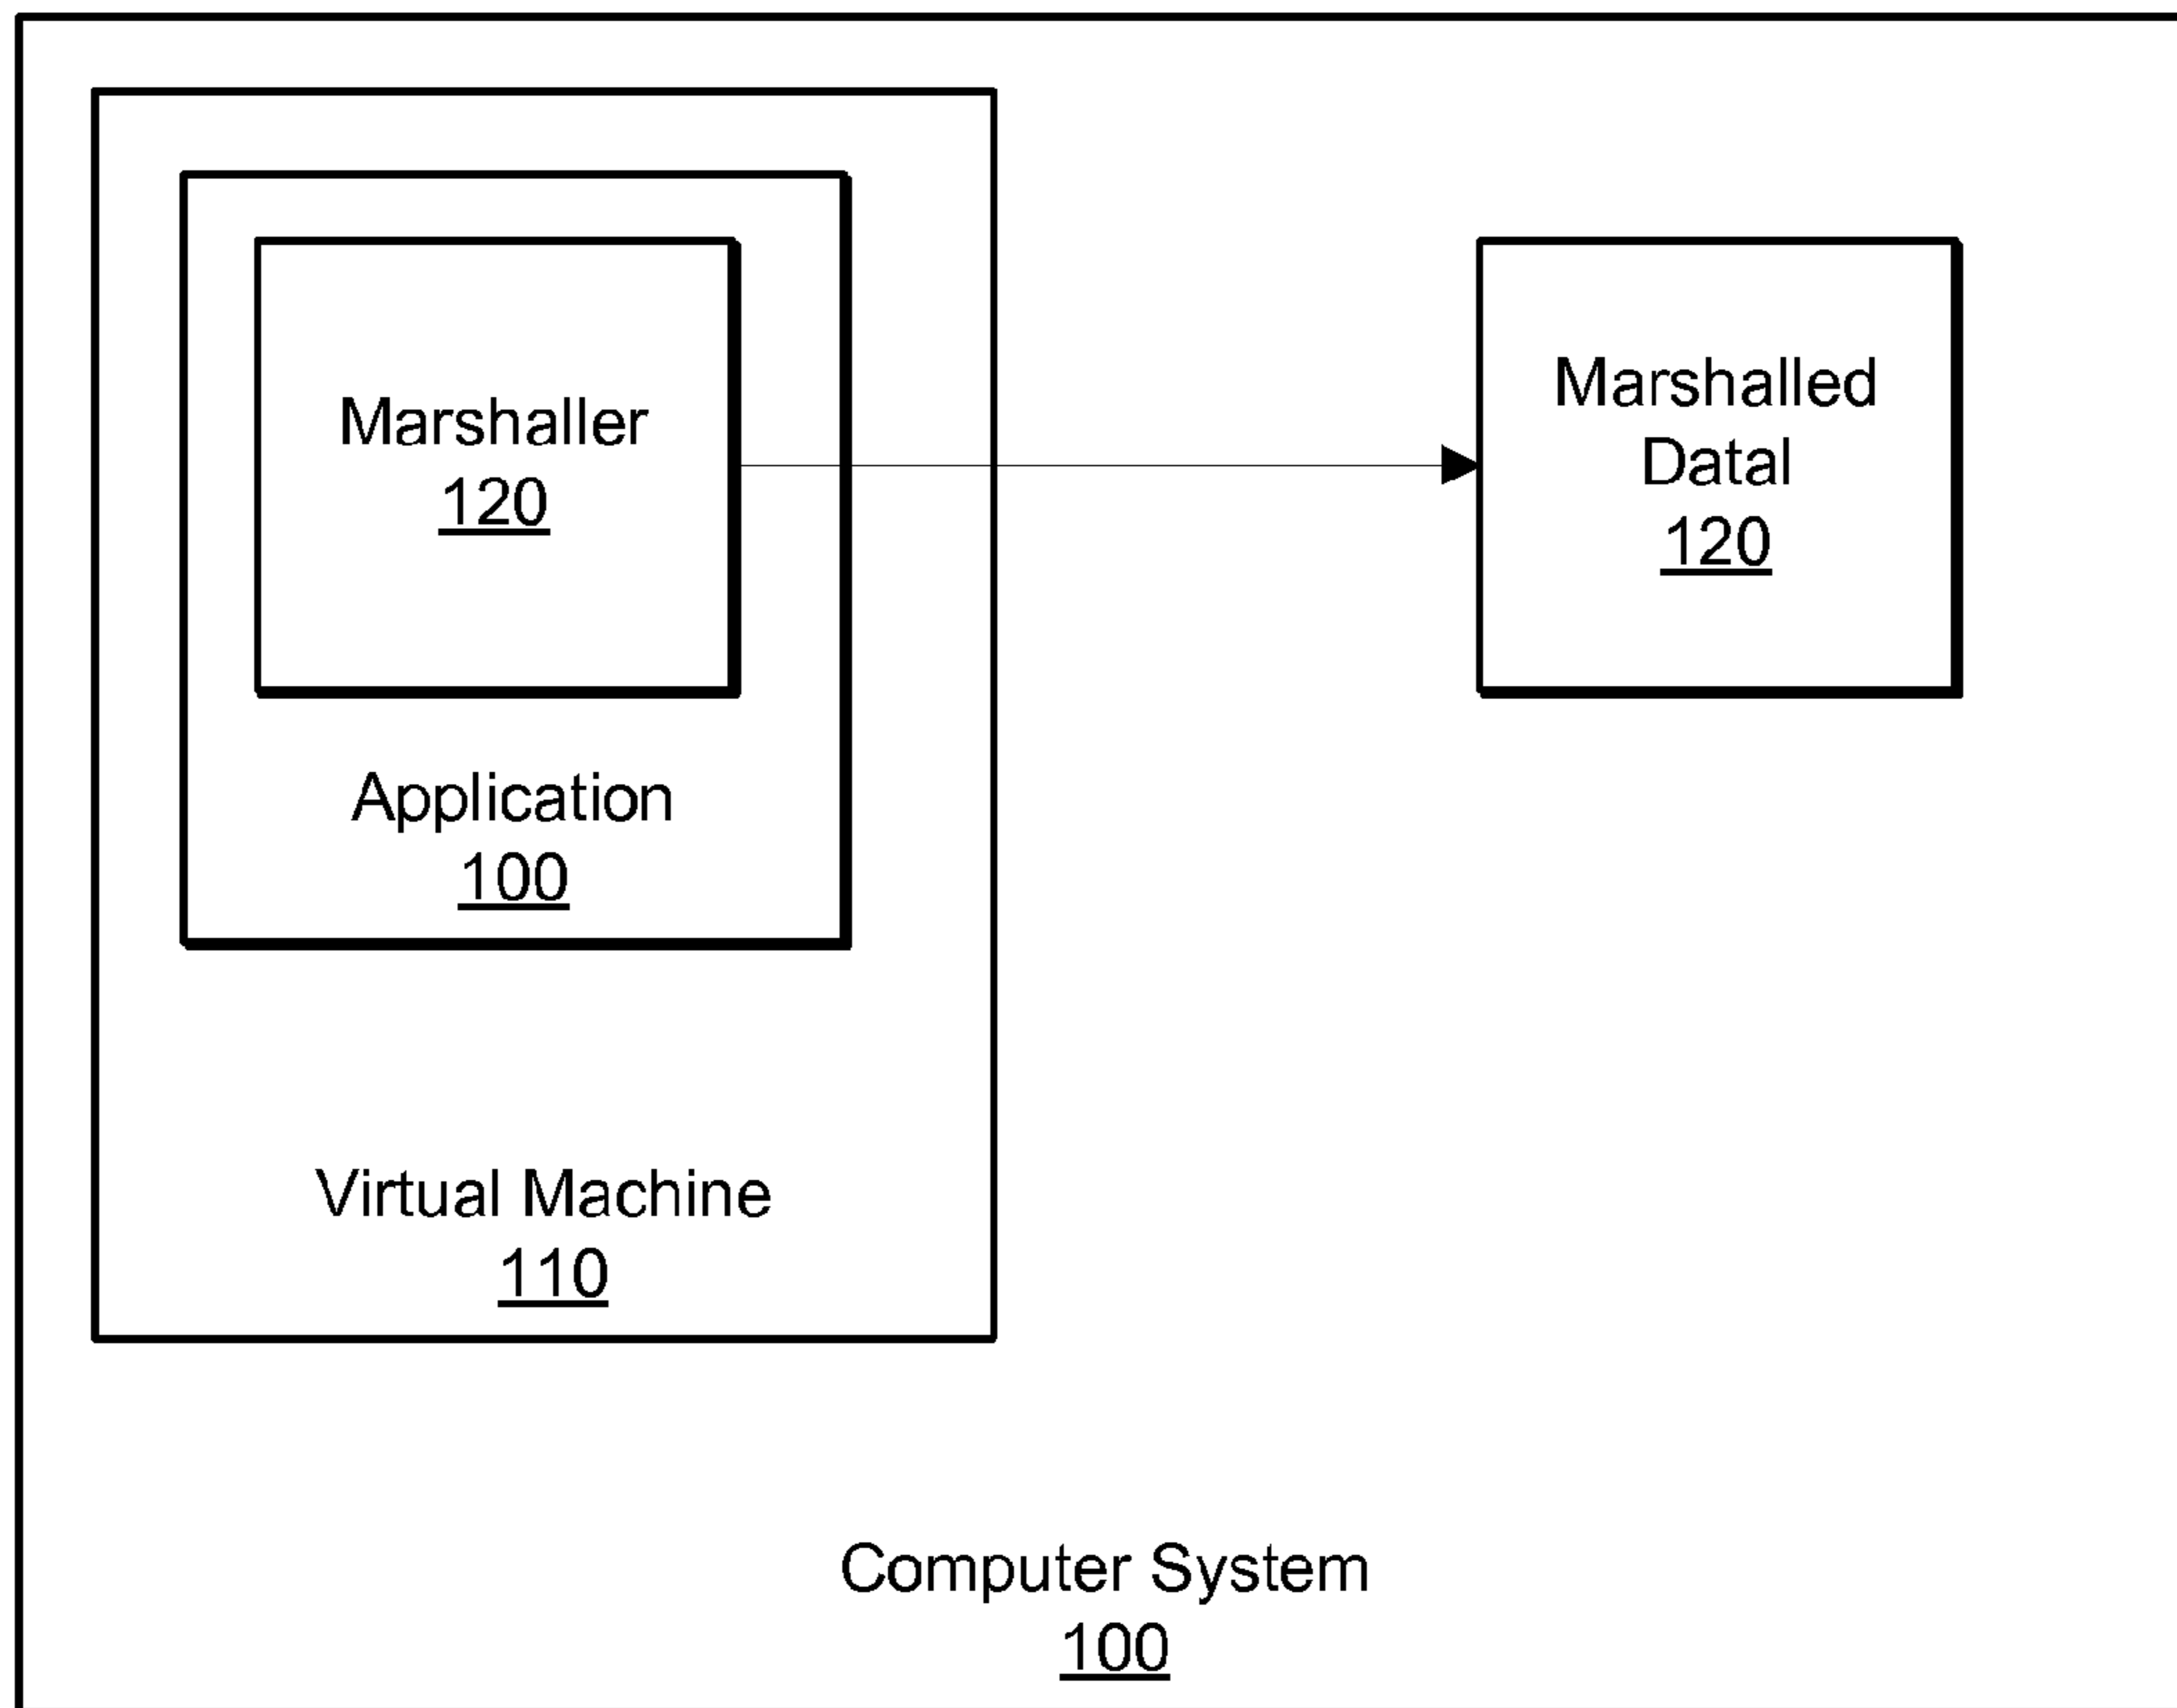 Marshaller
120
Marshalled
Datal
120
Application
100
Virtual Machine
110
Computer System
100